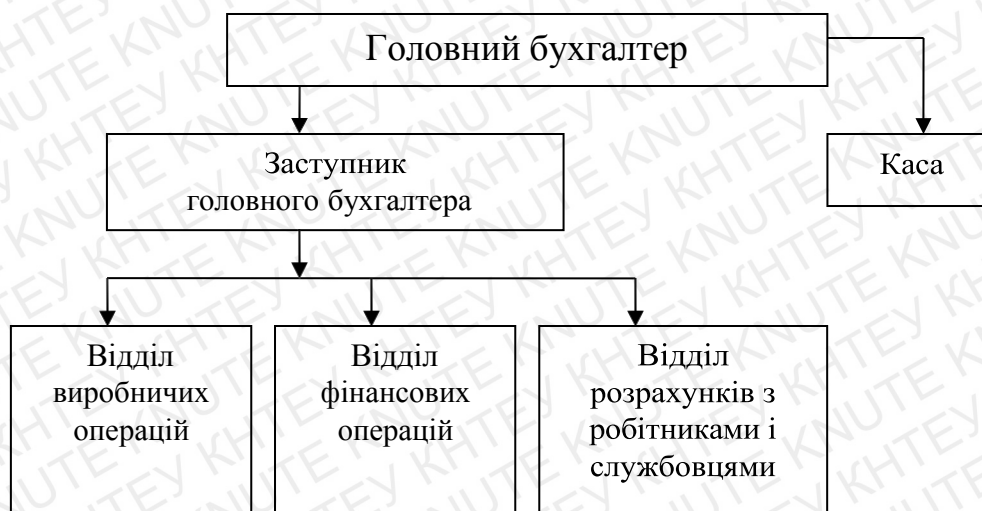 Головний бухгалтер
Заступник
головного бухгалтера
Каса
Відділ
виробничих
операцій
Відділ
фінансових
операцій
Відділ
розрахунків з
робітниками і
службовцями